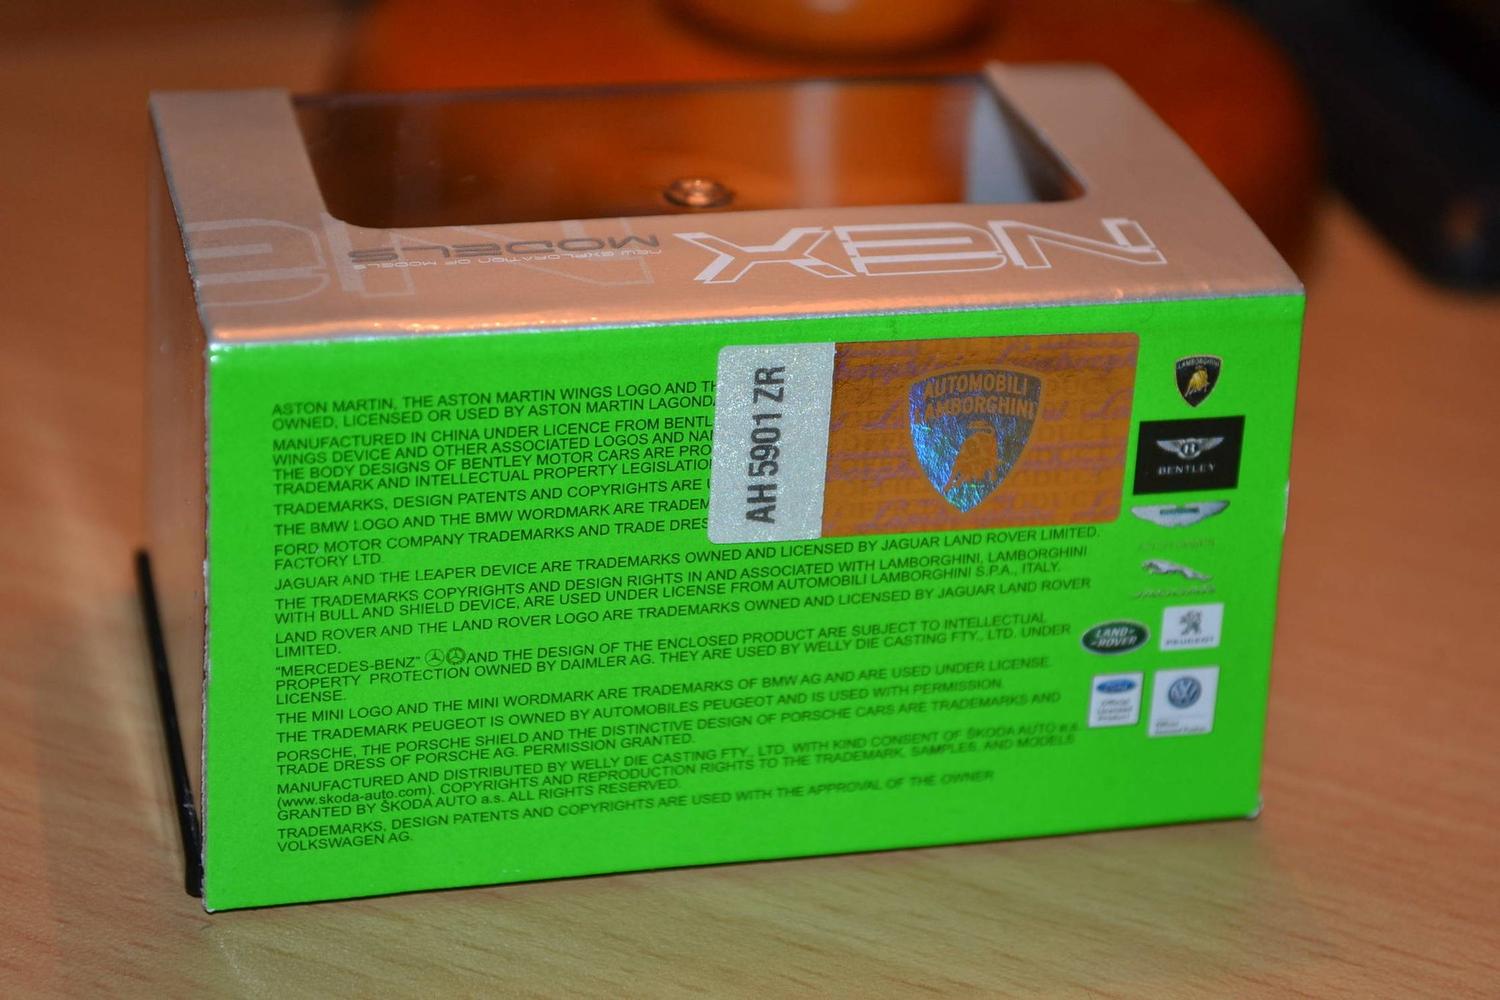 NEX
MODELS
NEW EXPLORATION OF MODELS
NE
AH 5901 ZR
AUTOMOBILI
LAMBORGHINI
ASTON MARTIN, THE ASTON MARTIN WINGS LOGO AND
OWNED, LICENSED OR USED BY ASTON MARTIN
MANUFACTURED IN CHINA UNDER LICENCE FROM
WINGS DEVICE AND OTHER ASSOCIATED LOGOS AND
THE BODY DESIGNS OF BENTLEY MOTOR CARS ARE
TRADEMARK AND INTELLECTUAL PROPERTY
TRADEMARKS, DESIGN PATENTS AND COPYRIGHTS ARE
THE BMW LOGO AND THE BMW WORDMARK ARE
FORD MOTOR COMPANY TRADEMARKS AND TRADE
FACTORY LTD.
JAGUAR AND THE LEAPER DEVICE ARE TRADEMARKS OWNED AND LICENSED BY JAGUAR LAND ROVER LIMITED.
THE TRADEMARKS COPYRIGHTS AND DESIGN RIGHTS IN AND ASSOCIATED WITH LAMBORGHINI, LAMBORGHINI
WITH BULL AND SHIELD DEVICE, ARE USED UNDER LICENSE FROM AUTOMOBILI LAMBORGHINI S.P.A., ITALY.
LAND ROVER AND THE LAND ROVER LOGO ARE TRADEMARKS OWNED AND LICENSED BY JAGUAR LAND ROVER
LIMITED.
"MERCEDES-BENZ" AND THE DESIGN OF THE ENCLOSED PRODUCT ARE SUBJECT TO INTELLECTUAL
PROPERTY PROTECTION OWNED BY DAIMLER AG. THEY ARE USED BY WELLY DIE CASTING FTY., LTD. UNDER
LICENSE.
THE MINI LOGO AND THE MINI WORDMARK ARE TRADEMARKS OF BMW AG AND ARE USED UNDER LICENSE.
THE TRADEMARK PEUGEOT IS OWNED BY AUTOMOBILES PEUGEOT AND IS USED WITH PERMISSION.
PORSCHE, THE PORSCHE SHIELD AND THE DISTINCTIVE DESIGN OF PORSCHE CARS ARE TRADEMARKS AND
TRADE DRESS OF PORSCHE AG. PERMISSION GRANTED.
MANUFACTURED AND DISTRIBUTED BY WELLY DIE CASTING FTY., LTD. WITH KIND CONSENT OF ŠKODA AUTO a.s.
(www.skoda-auto.com). COPYRIGHTS AND REPRODUCTION RIGHTS TO THE TRADEMARK, SAMPLES, AND MODELS
GRANTED BY ŠKODA AUTO a.s. ALL RIGHTS RESERVED.
TRADEMARKS, DESIGN PATENTS AND COPYRIGHTS ARE USED WITH THE APPROVAL OF THE OWNER
VOLKSWAGEN AG.
LAMBORGHINI
BENTLEY
LAND-
ROVER
PEUGEOT
Ford
Official
Licensed
Product